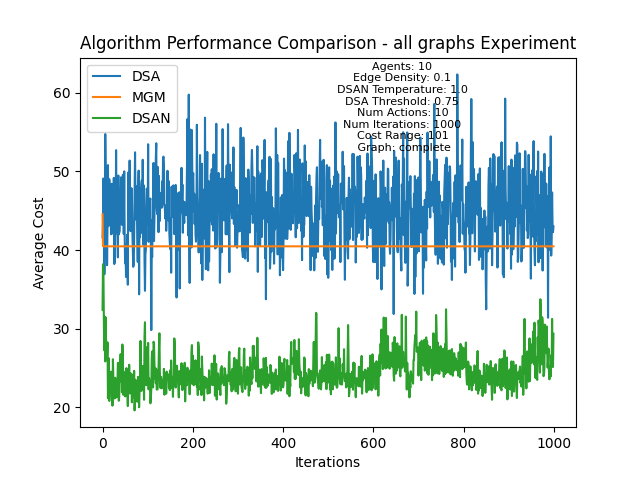 Algorithm Performance Comparison - all graphs Experiment
DSA
MGM
DSAN
Agents: 10
Edge Density: 0.1
DSAN Temperature: 1.0
DSA Threshold: 0.75
Num Actions: 10
Num Iterations: 1000
Cost Range: 101
Graph: complete
Average Cost
60
50
40
30
20
0
200
400
600
800
1000
Iterations